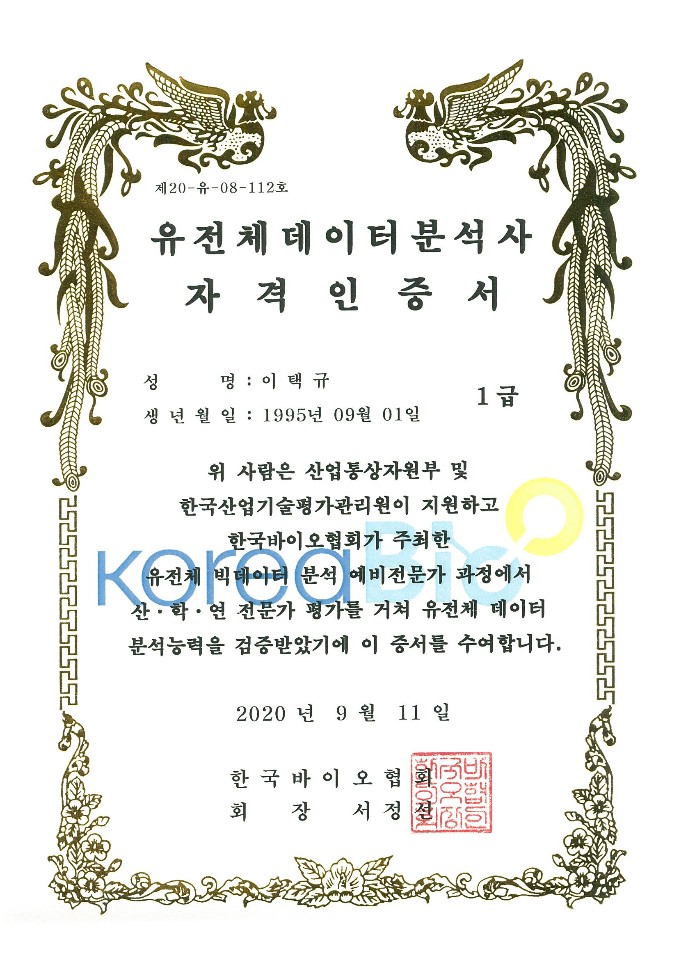 제20-유-08-112호
유전체데이터분석사
자격인증서
성 명 : 이택규
1급
생년월일 : 1995년 09월 01일
위 사람은 산업통상자원부 및
한국산업기술평가관리원이 지원하고
한국바이오협회가 주최한
KoreaBio
유전체 빅데이터 분석 예비전문가 과정에서
산·학·연 전문가 평가를 거쳐 유전체 데이터
분석능력을 검증받았기에 이 증서를 수여합니다.
2020 년 9 월 11 일
한국바이오협회
회 장 서정선